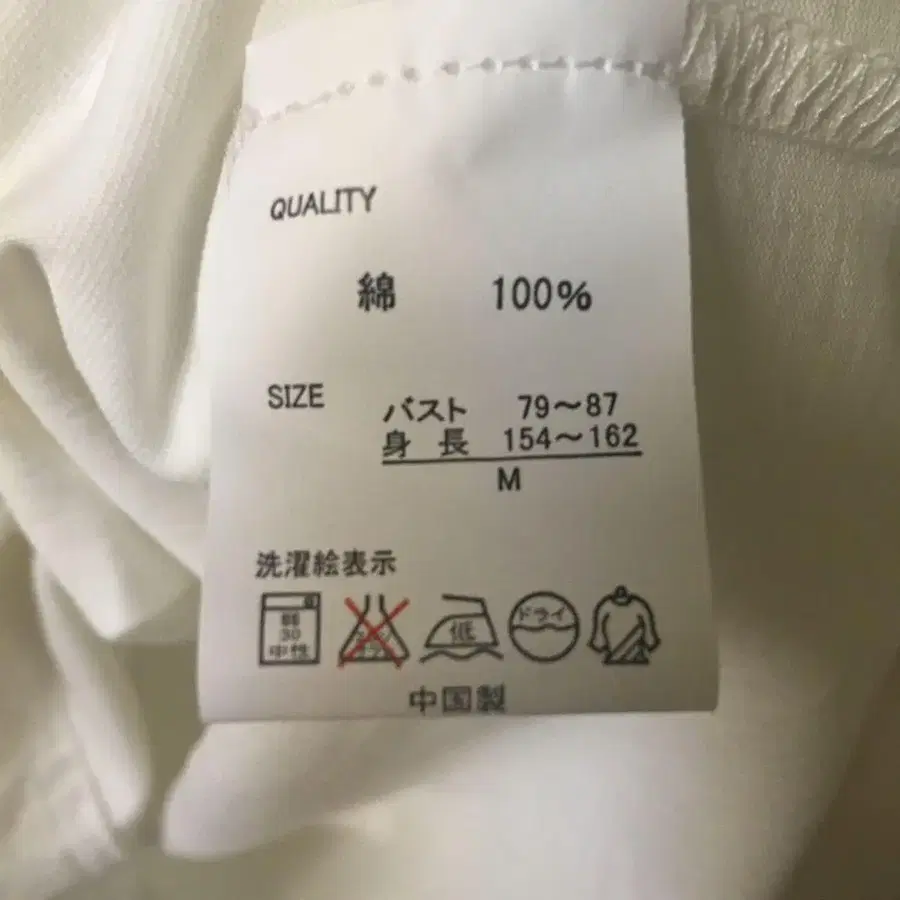 QUALITY
綿 100%
SIZE
バスト 79〜87
身長 154〜162
M
洗濯絵表示
弱
30
中性
低
ドライ
中国製